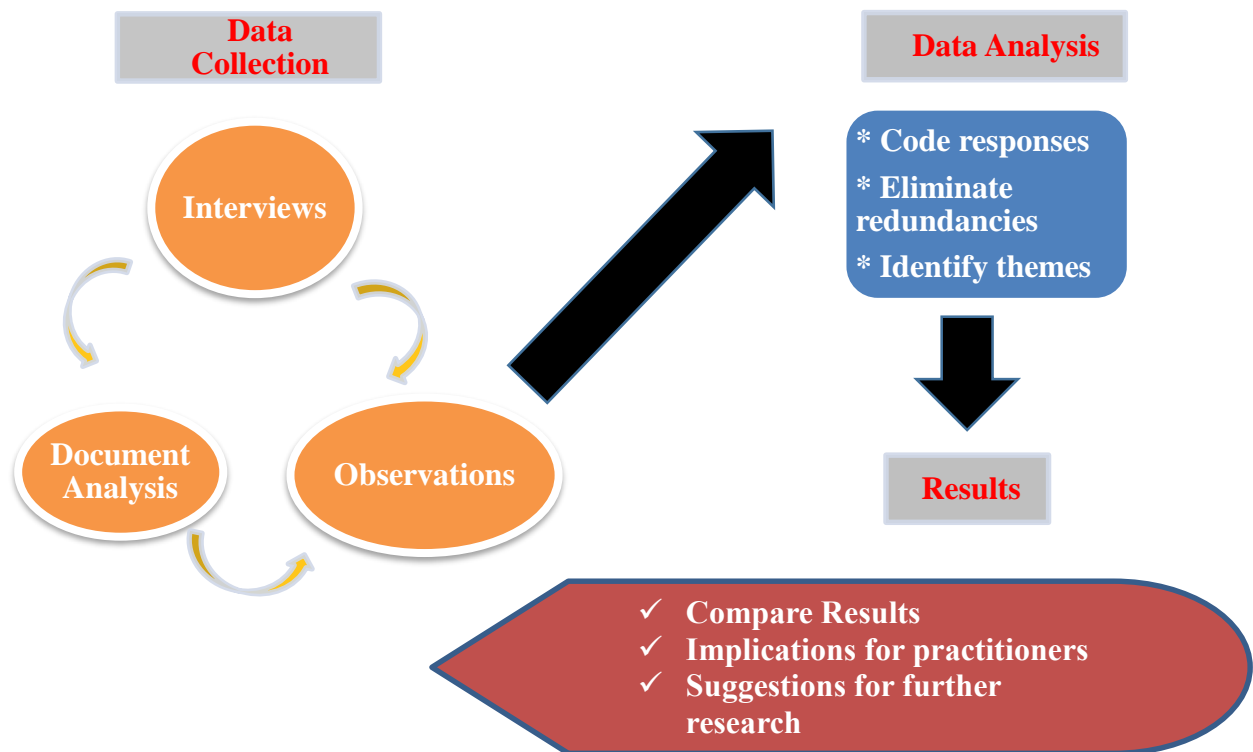 Data
Collection
Interviews
Document
Analysis
Observations
Data Analysis
* Code responses
* Eliminate
redundancies
* Identify themes
Results
✓ Compare Results
✓ Implications for practitioners
✓ Suggestions for further
research